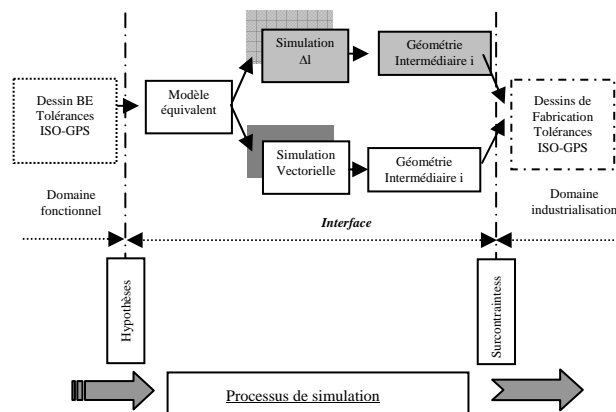 Simulation
Δl
Géométrie
Intermédiaire i
Dessin BE
Tolérances
ISO-GPS
Modèle
équivalent
Dessins de
Fabrication
Tolérances
ISO-GPS
Simulation
Vectorielle
Géométrie
Intermédiaire i
Domaine
fonctionnel
Interface
Domaine
industrialisation
Hypothèses
Surcontraintess
Processus de simulation